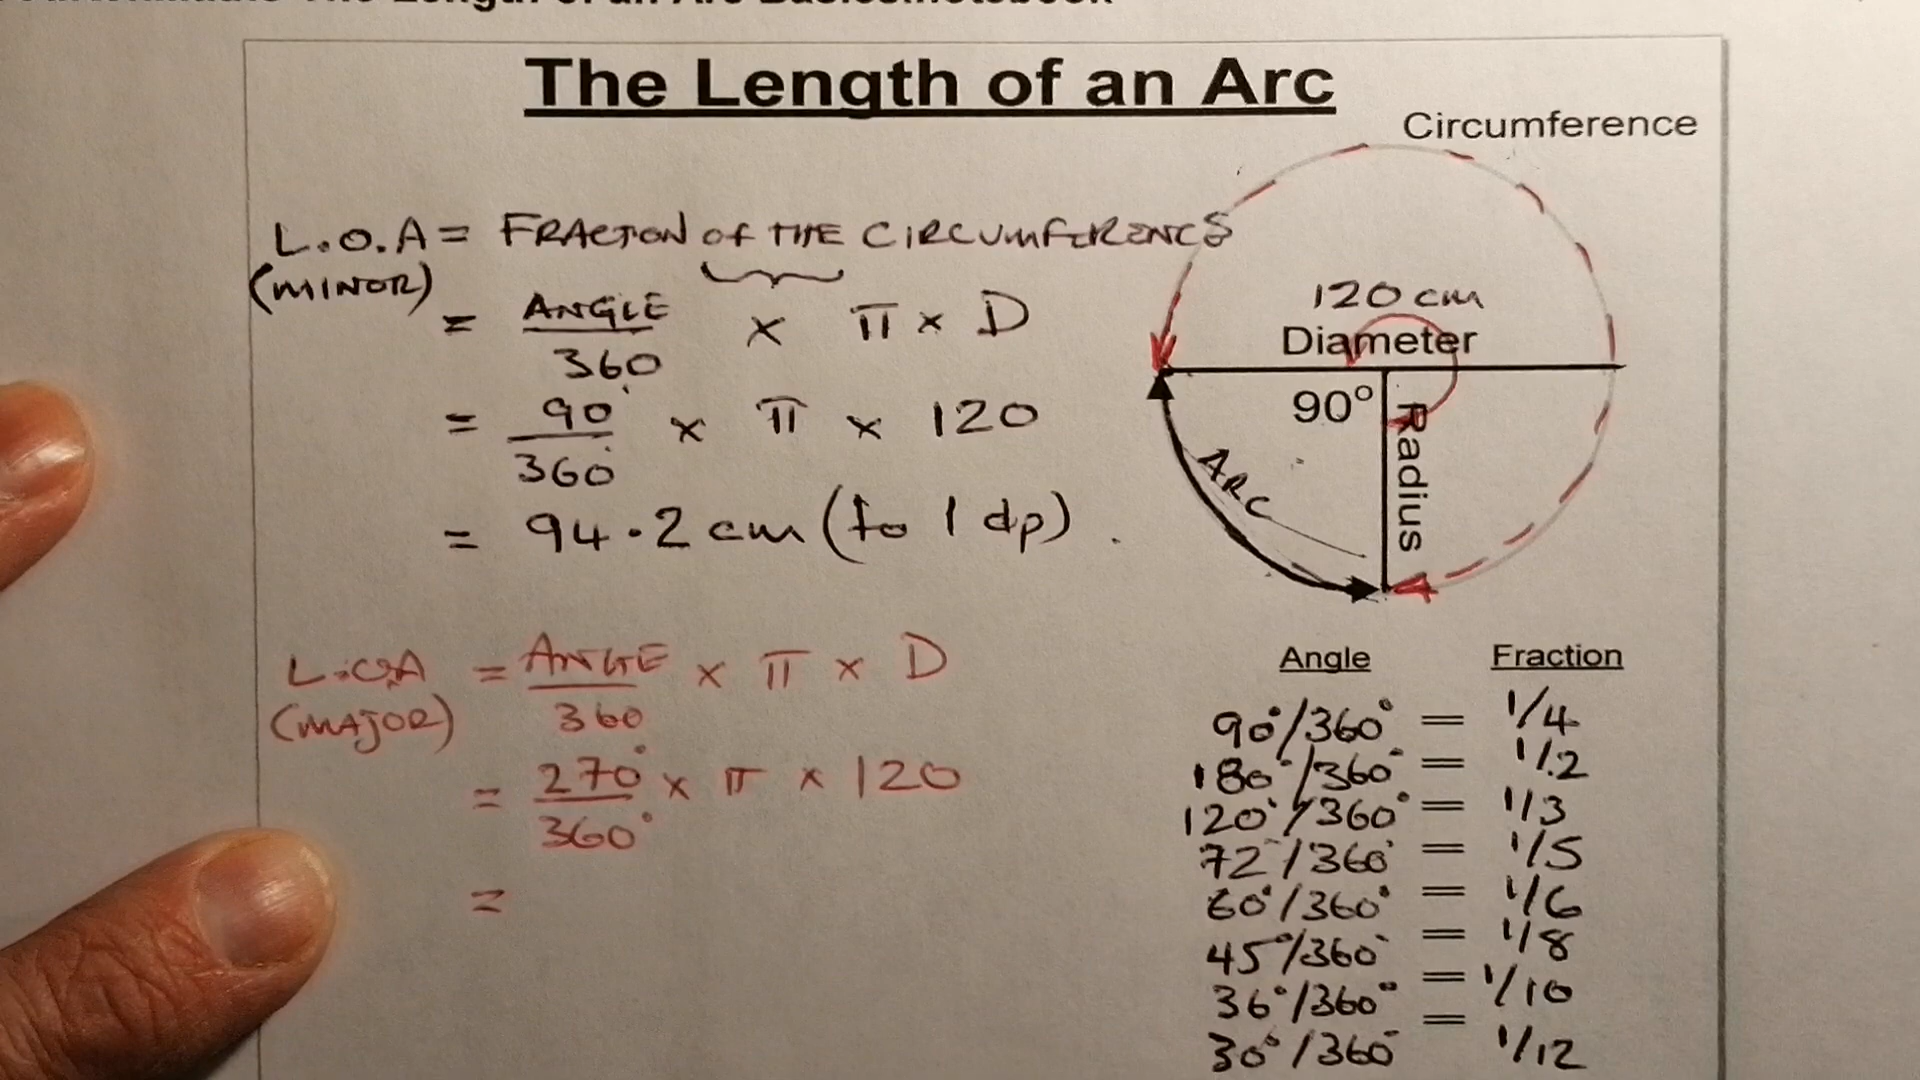 The Length of an Arc
Circumference
L.O.A = FRACTION OF THE CIRCUMFERENCE
(MINOR)
= ANGLE/360 × π × D
= 90°/360° × π × 120
= 94.2 cm (to 1 dp).
120 cm
Diameter
90°
Radius
ARC
L.O.A = ANGLE/360 × π × D
(MAJOR)
= 270°/360° × π × 120
=
Angle Fraction
90°/360° = 1/4
180°/360° = 1/2
120°/360° = 1/3
72°/360° = 1/5
60°/360° = 1/6
45°/360° = 1/8
36°/360° = 1/10
30°/360° = 1/12